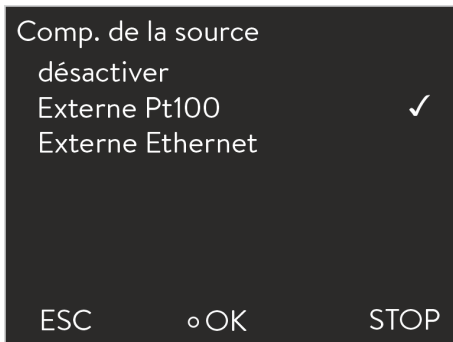 Comp. de la source
désactiver
Externe Pt100 ✓
Externe Ethernet
ESC ○ OK STOP